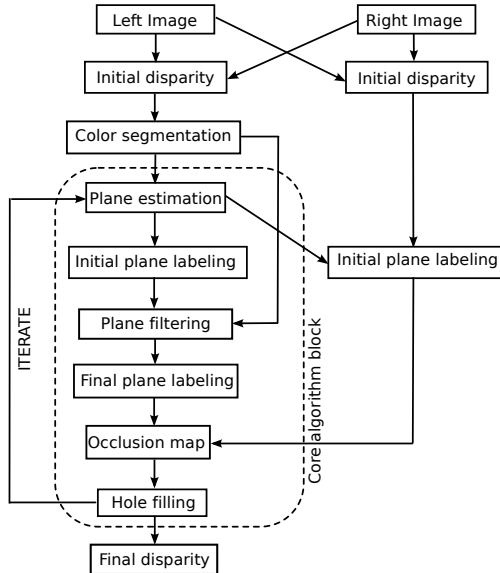 Left Image
Right Image
Initial disparity
Initial disparity
Color segmentation
Plane estimation
Initial plane labeling
Initial plane labeling
Plane filtering
Final plane labeling
Occlusion map
Hole filling
Final disparity
ITERATE
Core algorithm block